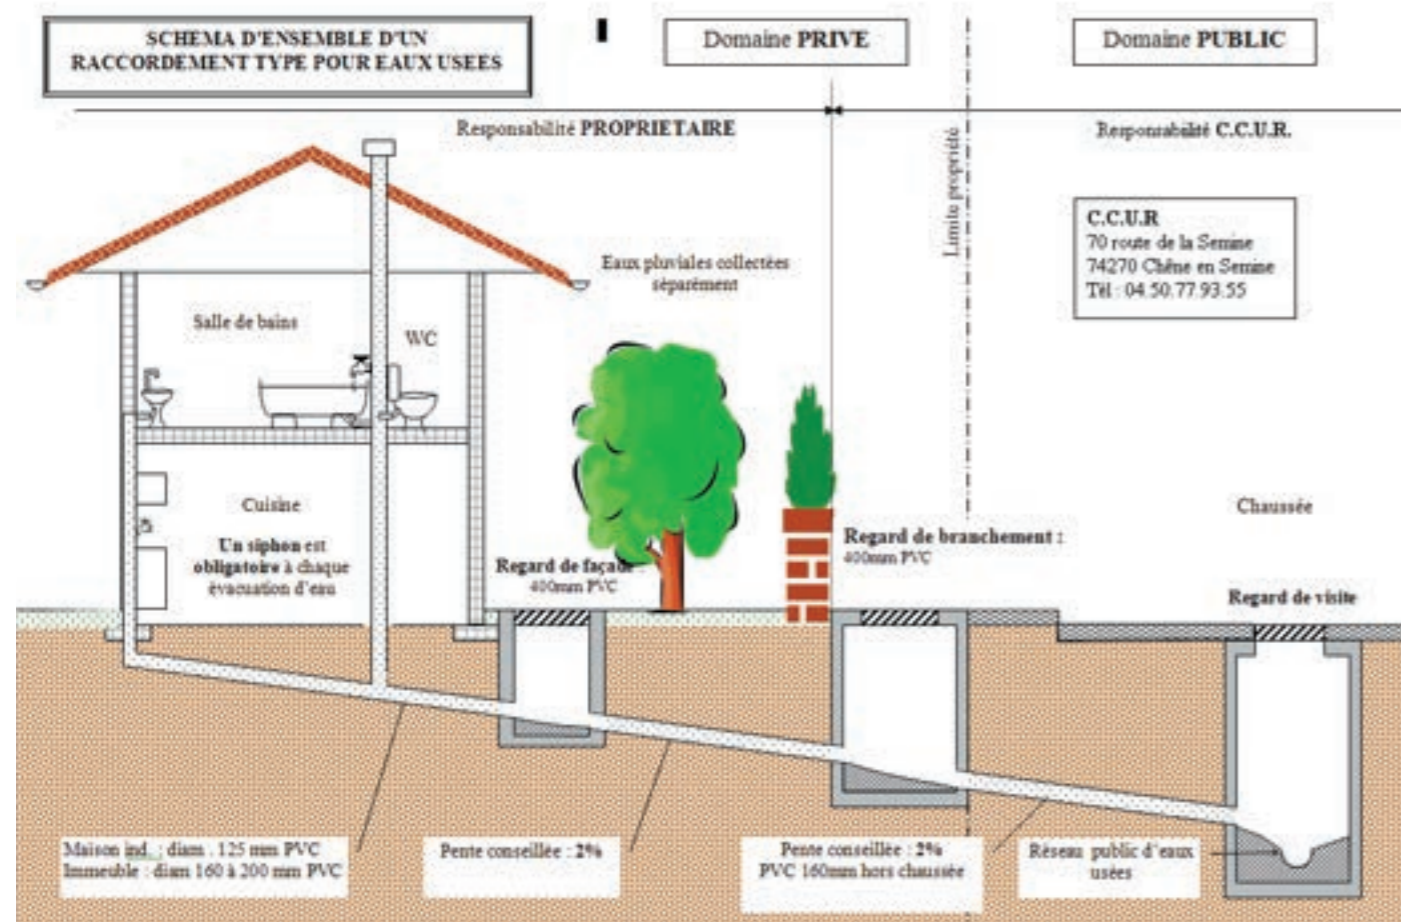 SCHEMA D'ENSEMBLE D'UN
RACCORDEMENT TYPE POUR EAUX USEES
Domaine PRIVE
Domaine PUBLIC
Responsabilité PROPRIETAIRE
Responsabilité C.C.U.R.
Limite propriété
C.C.U.R
70 route de la Semine
74270 Chêne en Semine
Tél : 04.50.77.93.55
Eaux pluviales collectées
séparément
Salle de bains
WC
Cuisine
Un siphon est
obligatoire à chaque
évacuation d'eau
Regard de façade
400mm PVC
Regard de branchement :
400mm PVC
Chaussée
Regard de visite
Maison ind. : diam . 125 mm PVC
Immeuble : diam 160 à 200 mm PVC
Pente conseillée : 2%
Pente conseillée : 2%
PVC 160mm hors chaussée
Réseau public d'eaux
usées